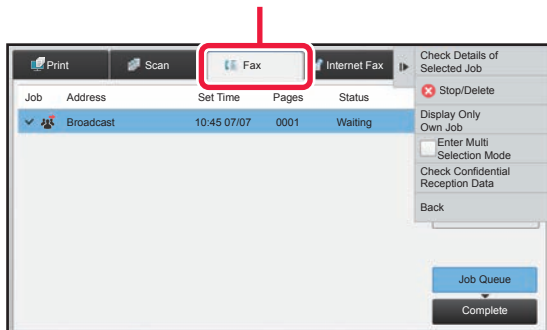 Print
Scan
Fax
Internet Fax
Job Address Set Time Pages Status
Broadcast 10:45 07/07 0001 Waiting
Check Details of
Selected Job
Stop/Delete
Display Only
Own Job
Enter Multi
Selection Mode
Check Confidential
Reception Data
Back
Job Queue
Complete